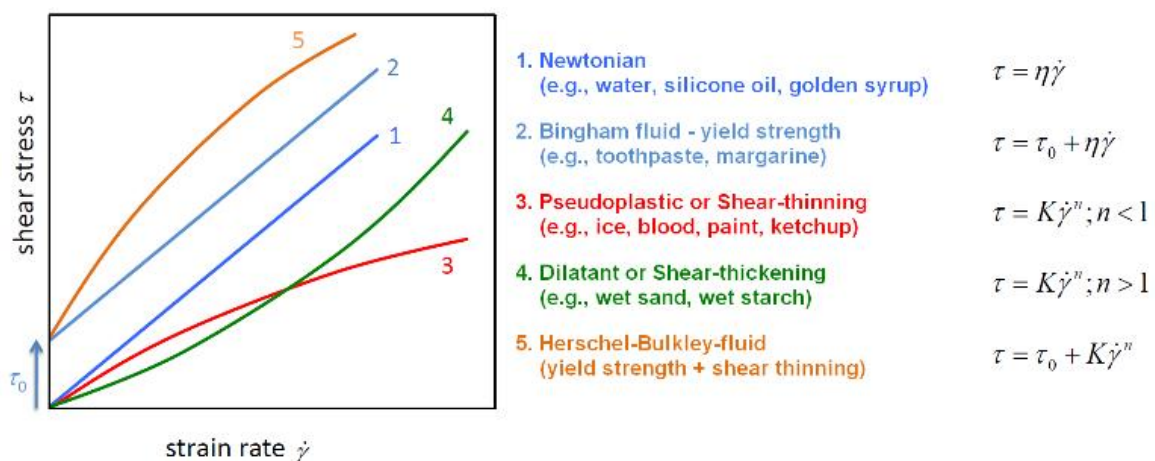 shear stress τ
τ₀
strain rate γ̇
5
2
4
1
3
1. Newtonian
(e.g., water, silicone oil, golden syrup)
τ = ηγ̇
2. Bingham fluid - yield strength
(e.g., toothpaste, margarine)
τ = τ₀ + ηγ̇
3. Pseudoplastic or Shear-thinning
(e.g., ice, blood, paint, ketchup)
τ = Kγ̇ⁿ; n < 1
4. Dilatant or Shear-thickening
(e.g., wet sand, wet starch)
τ = Kγ̇ⁿ; n > 1
5. Herschel-Bulkley-fluid
(yield strength + shear thinning)
τ = τ₀ + Kγ̇ⁿ